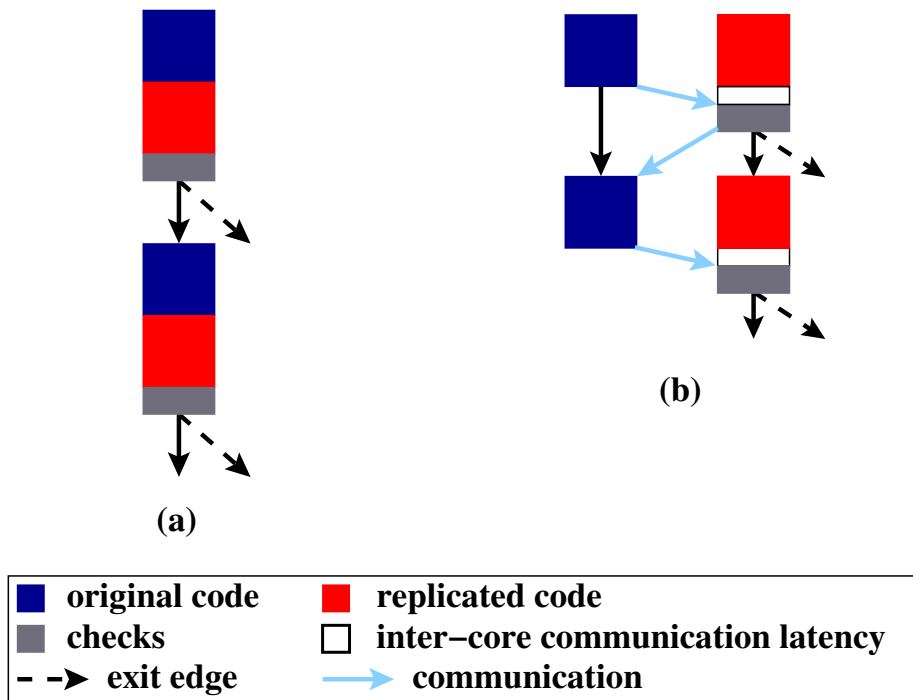 (a)
(b)
original code
replicated code
checks
inter−core communication latency
exit edge
communication